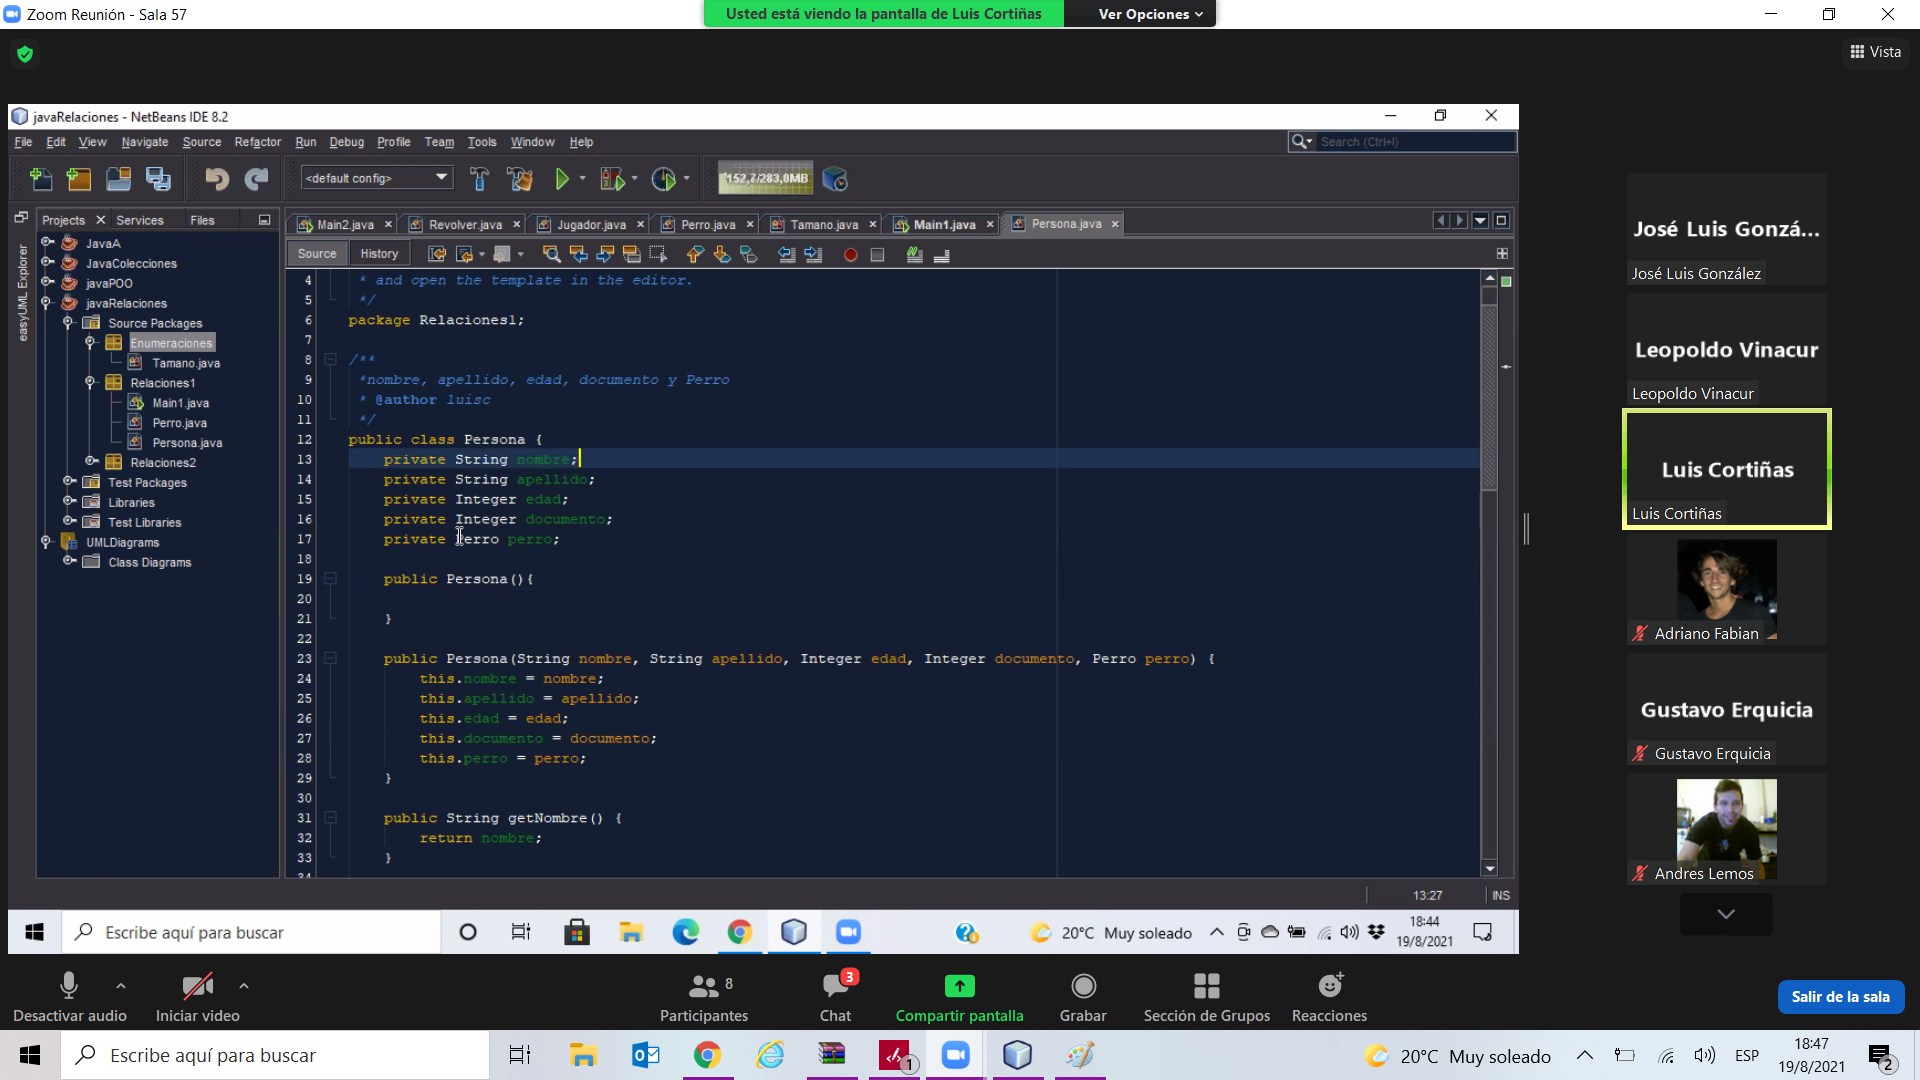 Zoom Reunión - Sala 57
Usted está viendo la pantalla de Luis Cortiñas
Ver Opciones
Vista
javaRelaciones - NetBeans IDE 8.2
File Edit View Navigate Source Refactor Run Debug Profile Team Tools Window Help
Search (Ctrl+I)
<default config>
152,7/283,0MB
easyUML Explorer
Projects Services Files
JavaA
JavaColecciones
javaPOO
javaRelaciones
Source Packages
Enumeraciones
Tamano.java
Relaciones1
Main1.java
Perro.java
Persona.java
Relaciones2
Test Packages
Libraries
Test Libraries
UMLDiagrams
Class Diagrams
Main2.java Revolver.java Jugador.java Perro.java Tamano.java Main1.java Persona.java
Source History
4 * and open the template in the editor.
5 */
6 package Relaciones1;
7
8 /**
9 *nombre, apellido, edad, documento y Perro
10 * @author luisc
11 */
12 public class Persona {
13 private String nombre;
14 private String apellido;
15 private Integer edad;
16 private Integer documento;
17 private Perro perro;
18
19 public Persona(){
20
21 }
22
23 public Persona(String nombre, String apellido, Integer edad, Integer documento, Perro perro) {
24 this.nombre = nombre;
25 this.apellido = apellido;
26 this.edad = edad;
27 this.documento = documento;
28 this.perro = perro;
29 }
30
31 public String getNombre() {
32 return nombre;
33 }
34
13:27 INS
Escribe aquí para buscar
20°C Muy soleado
18:44
19/8/2021
José Luis Gonzá...
José Luis González
Leopoldo Vinacur
Leopoldo Vinacur
Luis Cortiñas
Luis Cortiñas
Adriano Fabian
Gustavo Erquicia
Gustavo Erquicia
Andres Lemos
Desactivar audio
Iniciar video
8
Participantes
3
Chat
Compartir pantalla
Grabar
Sección de Grupos
Reacciones
Salir de la sala
Escribe aquí para buscar
1
20°C Muy soleado
ESP
18:47
19/8/2021
2